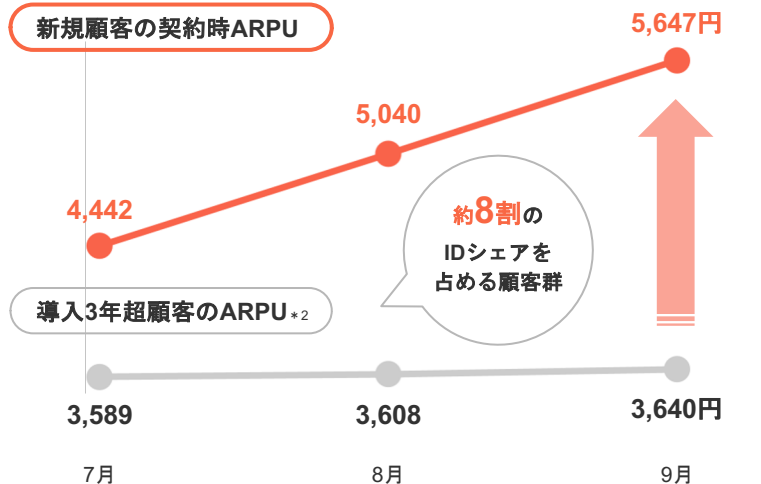 新規顧客の契約時ARPU
5,647円
5,040
4,442
約8割の
IDシェアを
占める顧客群
導入3年超顧客のARPU＊2
3,589
3,608
3,640円
7月
8月
9月